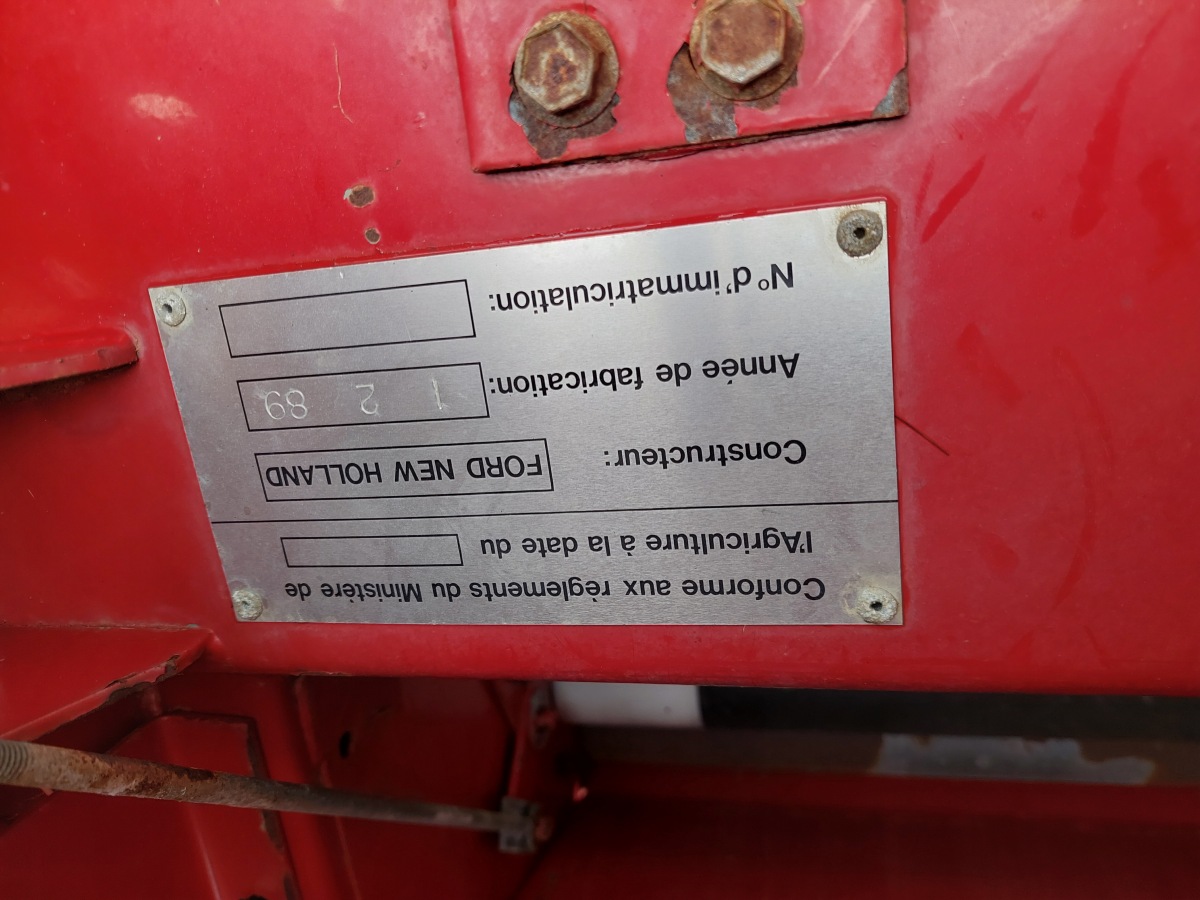 Conforme aux règlements du Ministère de
l'Agriculture à la date du
Constructeur: FORD NEW HOLLAND
Année de fabrication: 1 2 89
N° d'immatriculation: